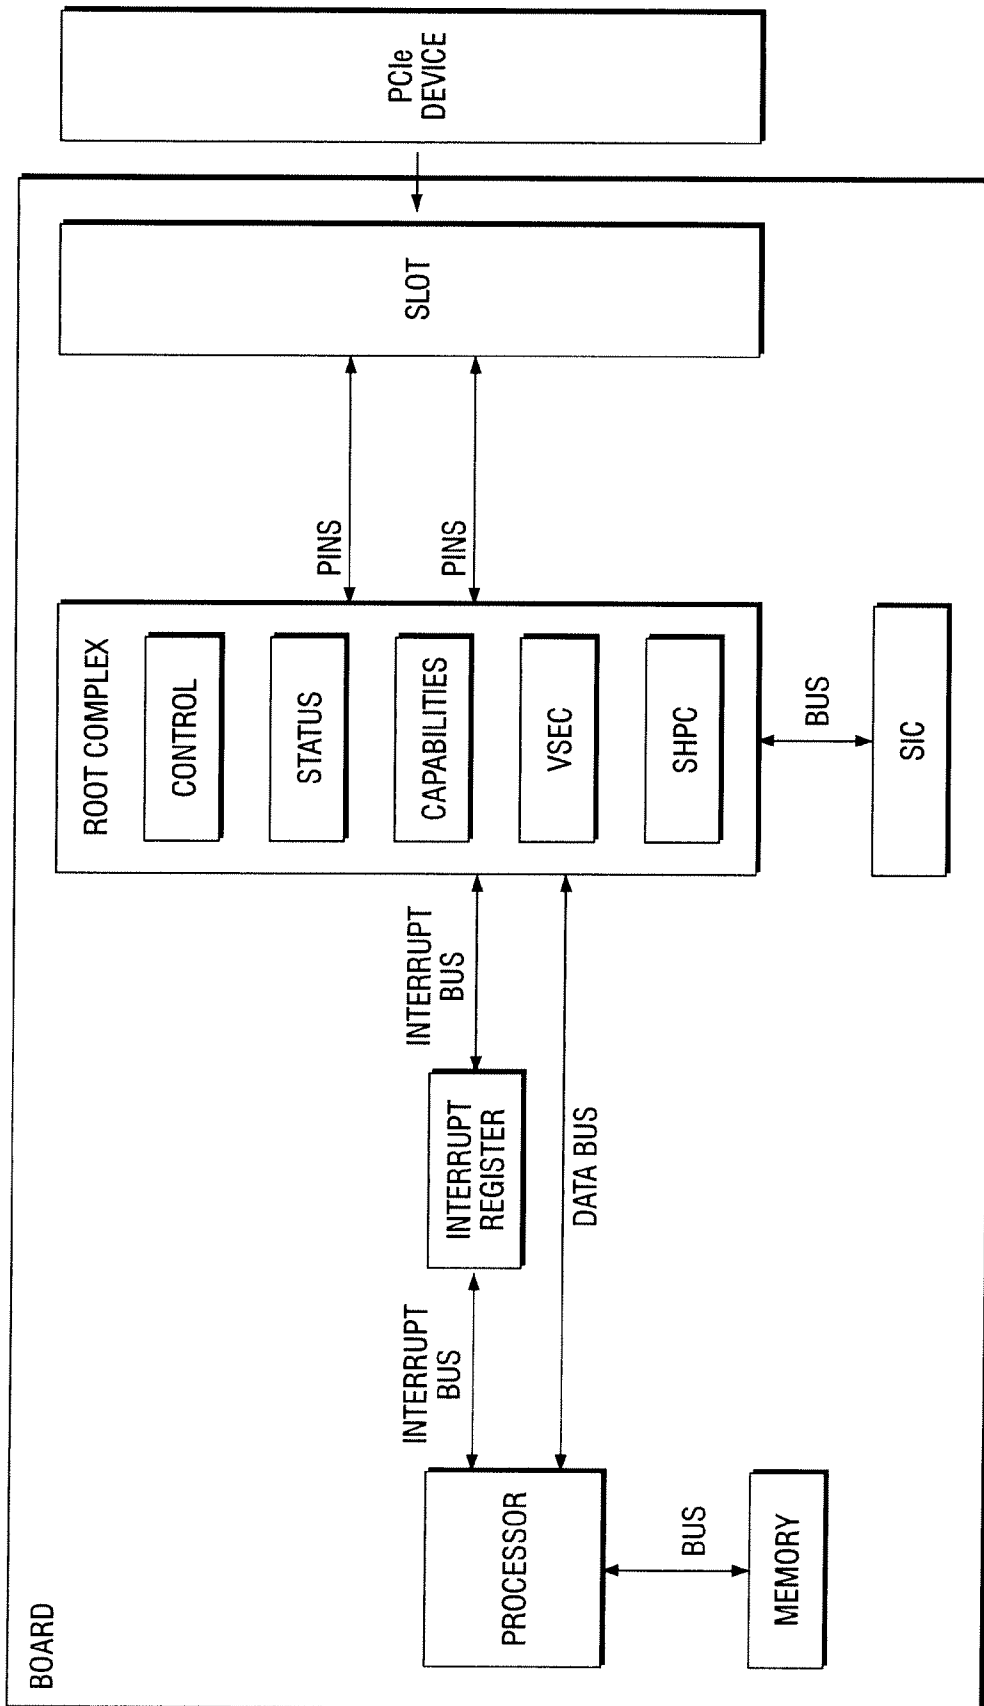 BOARD
PROCESSOR
BUS
MEMORY
INTERRUPT
BUS
INTERRUPT
REGISTER
INTERRUPT
BUS
DATA BUS
ROOT COMPLEX
CONTROL
STATUS
CAPABILITIES
VSEC
SHPC
BUS
SIC
PINS
PINS
SLOT
PCIe
DEVICE